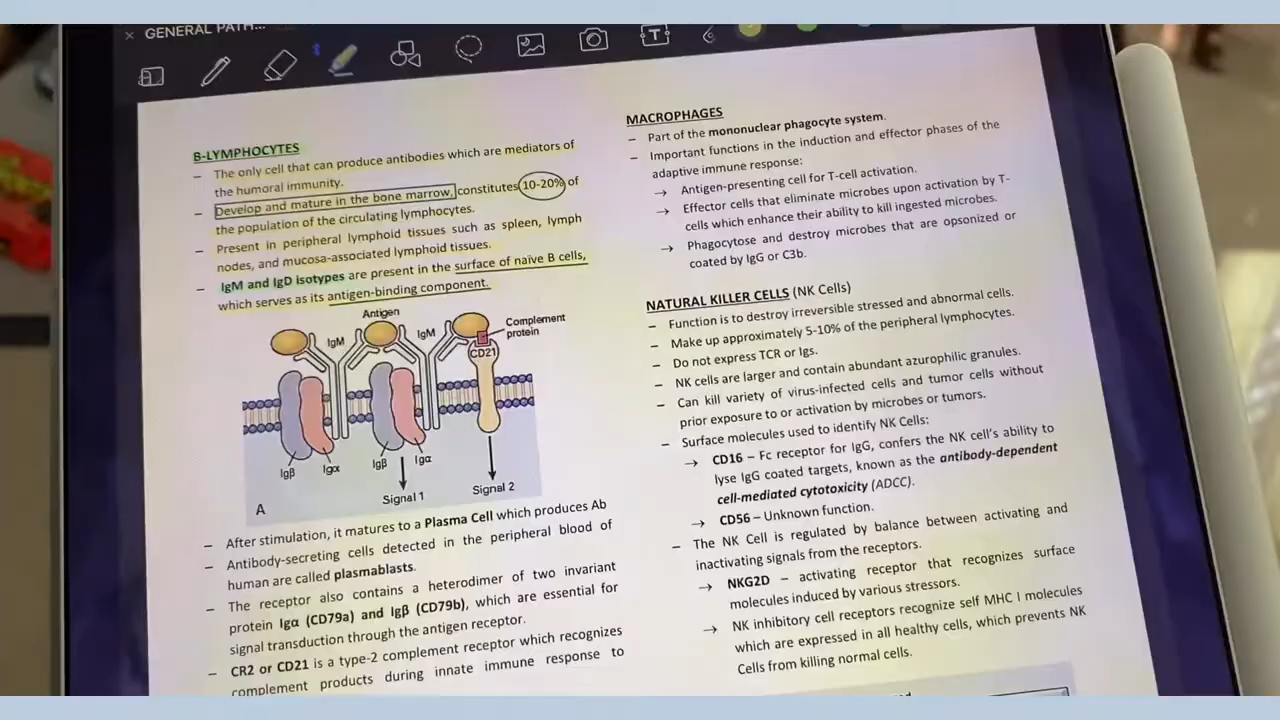 × GENERAL PATH...
T
B-LYMPHOCYTES
– The only cell that can produce antibodies which are mediators of
the humoral immunity.
– Develop and mature in the bone marrow, constitutes 10-20% of
the population of the circulating lymphocytes.
– Present in peripheral lymphoid tissues such as spleen, lymph
nodes, and mucosa-associated lymphoid tissues.
– IgM and IgD isotypes are present in the surface of naïve B cells,
which serves as its antigen-binding component.
Antigen
IgM
IgM
Complement
protein
CD21
Igβ
Igα
Igβ
Igα
Signal 1
Signal 2
A
– After stimulation, it matures to a Plasma Cell which produces Ab
– Antibody-secreting cells detected in the peripheral blood of
human are called plasmablasts.
– The receptor also contains a heterodimer of two invariant
protein Igα (CD79a) and Igβ (CD79b), which are essential for
signal transduction through the antigen receptor.
– CR2 or CD21 is a type-2 complement receptor which recognizes
complement products during innate immune response to
MACROPHAGES
– Part of the mononuclear phagocyte system.
– Important functions in the induction and effector phases of the
adaptive immune response:
→ Antigen-presenting cell for T-cell activation.
→ Effector cells that eliminate microbes upon activation by T-
cells which enhance their ability to kill ingested microbes.
→ Phagocytose and destroy microbes that are opsonized or
coated by IgG or C3b.
NATURAL KILLER CELLS (NK Cells)
– Function is to destroy irreversible stressed and abnormal cells.
– Make up approximately 5-10% of the peripheral lymphocytes.
– Do not express TCR or Igs.
– NK cells are larger and contain abundant azurophilic granules.
– Can kill variety of virus-infected cells and tumor cells without
prior exposure to or activation by microbes or tumors.
– Surface molecules used to identify NK Cells:
→ CD16 – Fc receptor for IgG, confers the NK cell's ability to
lyse IgG coated targets, known as the antibody-dependent
cell-mediated cytotoxicity (ADCC).
→ CD56 – Unknown function.
– The NK Cell is regulated by balance between activating and
inactivating signals from the receptors.
→ NKG2D – activating receptor that recognizes surface
molecules induced by various stressors.
→ NK inhibitory cell receptors recognize self MHC I molecules
which are expressed in all healthy cells, which prevents NK
Cells from killing normal cells.